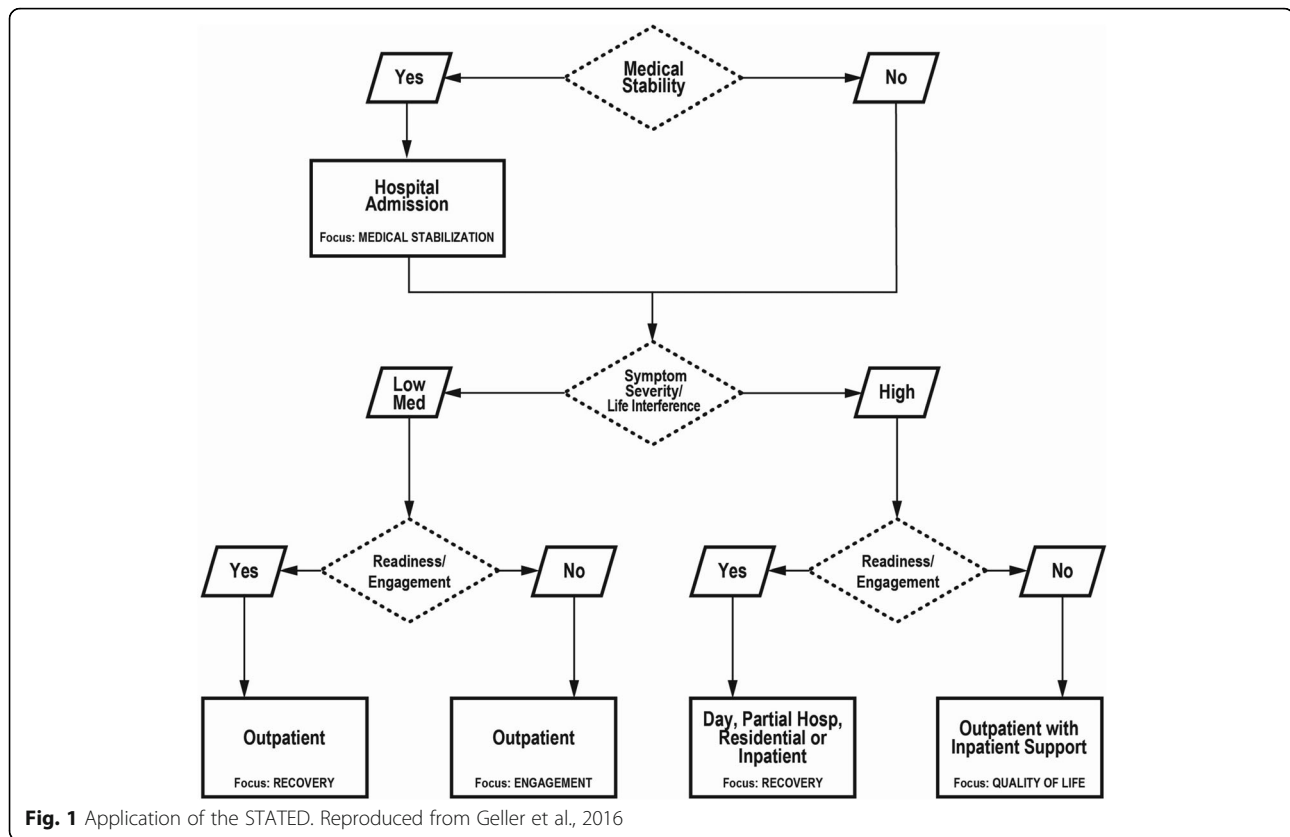 Yes
Medical
Stability
No
Hospital
Admission
Focus: MEDICAL STABILIZATION
Low
Med
Symptom
Severity/
Life Interference
High
Yes
Readiness/
Engagement
No
Yes
Readiness/
Engagement
No
Outpatient
Focus: RECOVERY
Outpatient
Focus: ENGAGEMENT
Day, Partial Hosp,
Residential or
Inpatient
Focus: RECOVERY
Outpatient with
Inpatient Support
Focus: QUALITY OF LIFE
Fig. 1 Application of the STATED. Reproduced from Geller et al., 2016